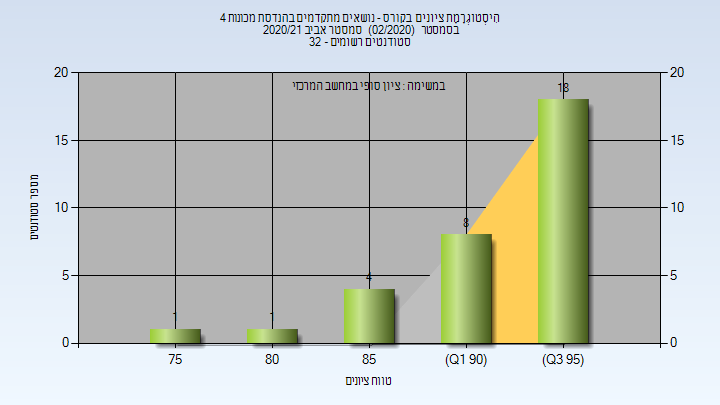 היסטוגרמת ציונים בקורס - נושאים מתקדמים בהנדסת מכונות 4
בסמסטר (02/2020) סמסטר אביב 2020/21
סטודנטים רשומים - 32
במשימה : ציון סופי במחשב המרכזי
20 20
15 15
10 10
5 5
0 0
1 1 4 8 18
75 80 85 (Q1 90) (Q3 95)
מספר סטודנטים
טווח ציונים